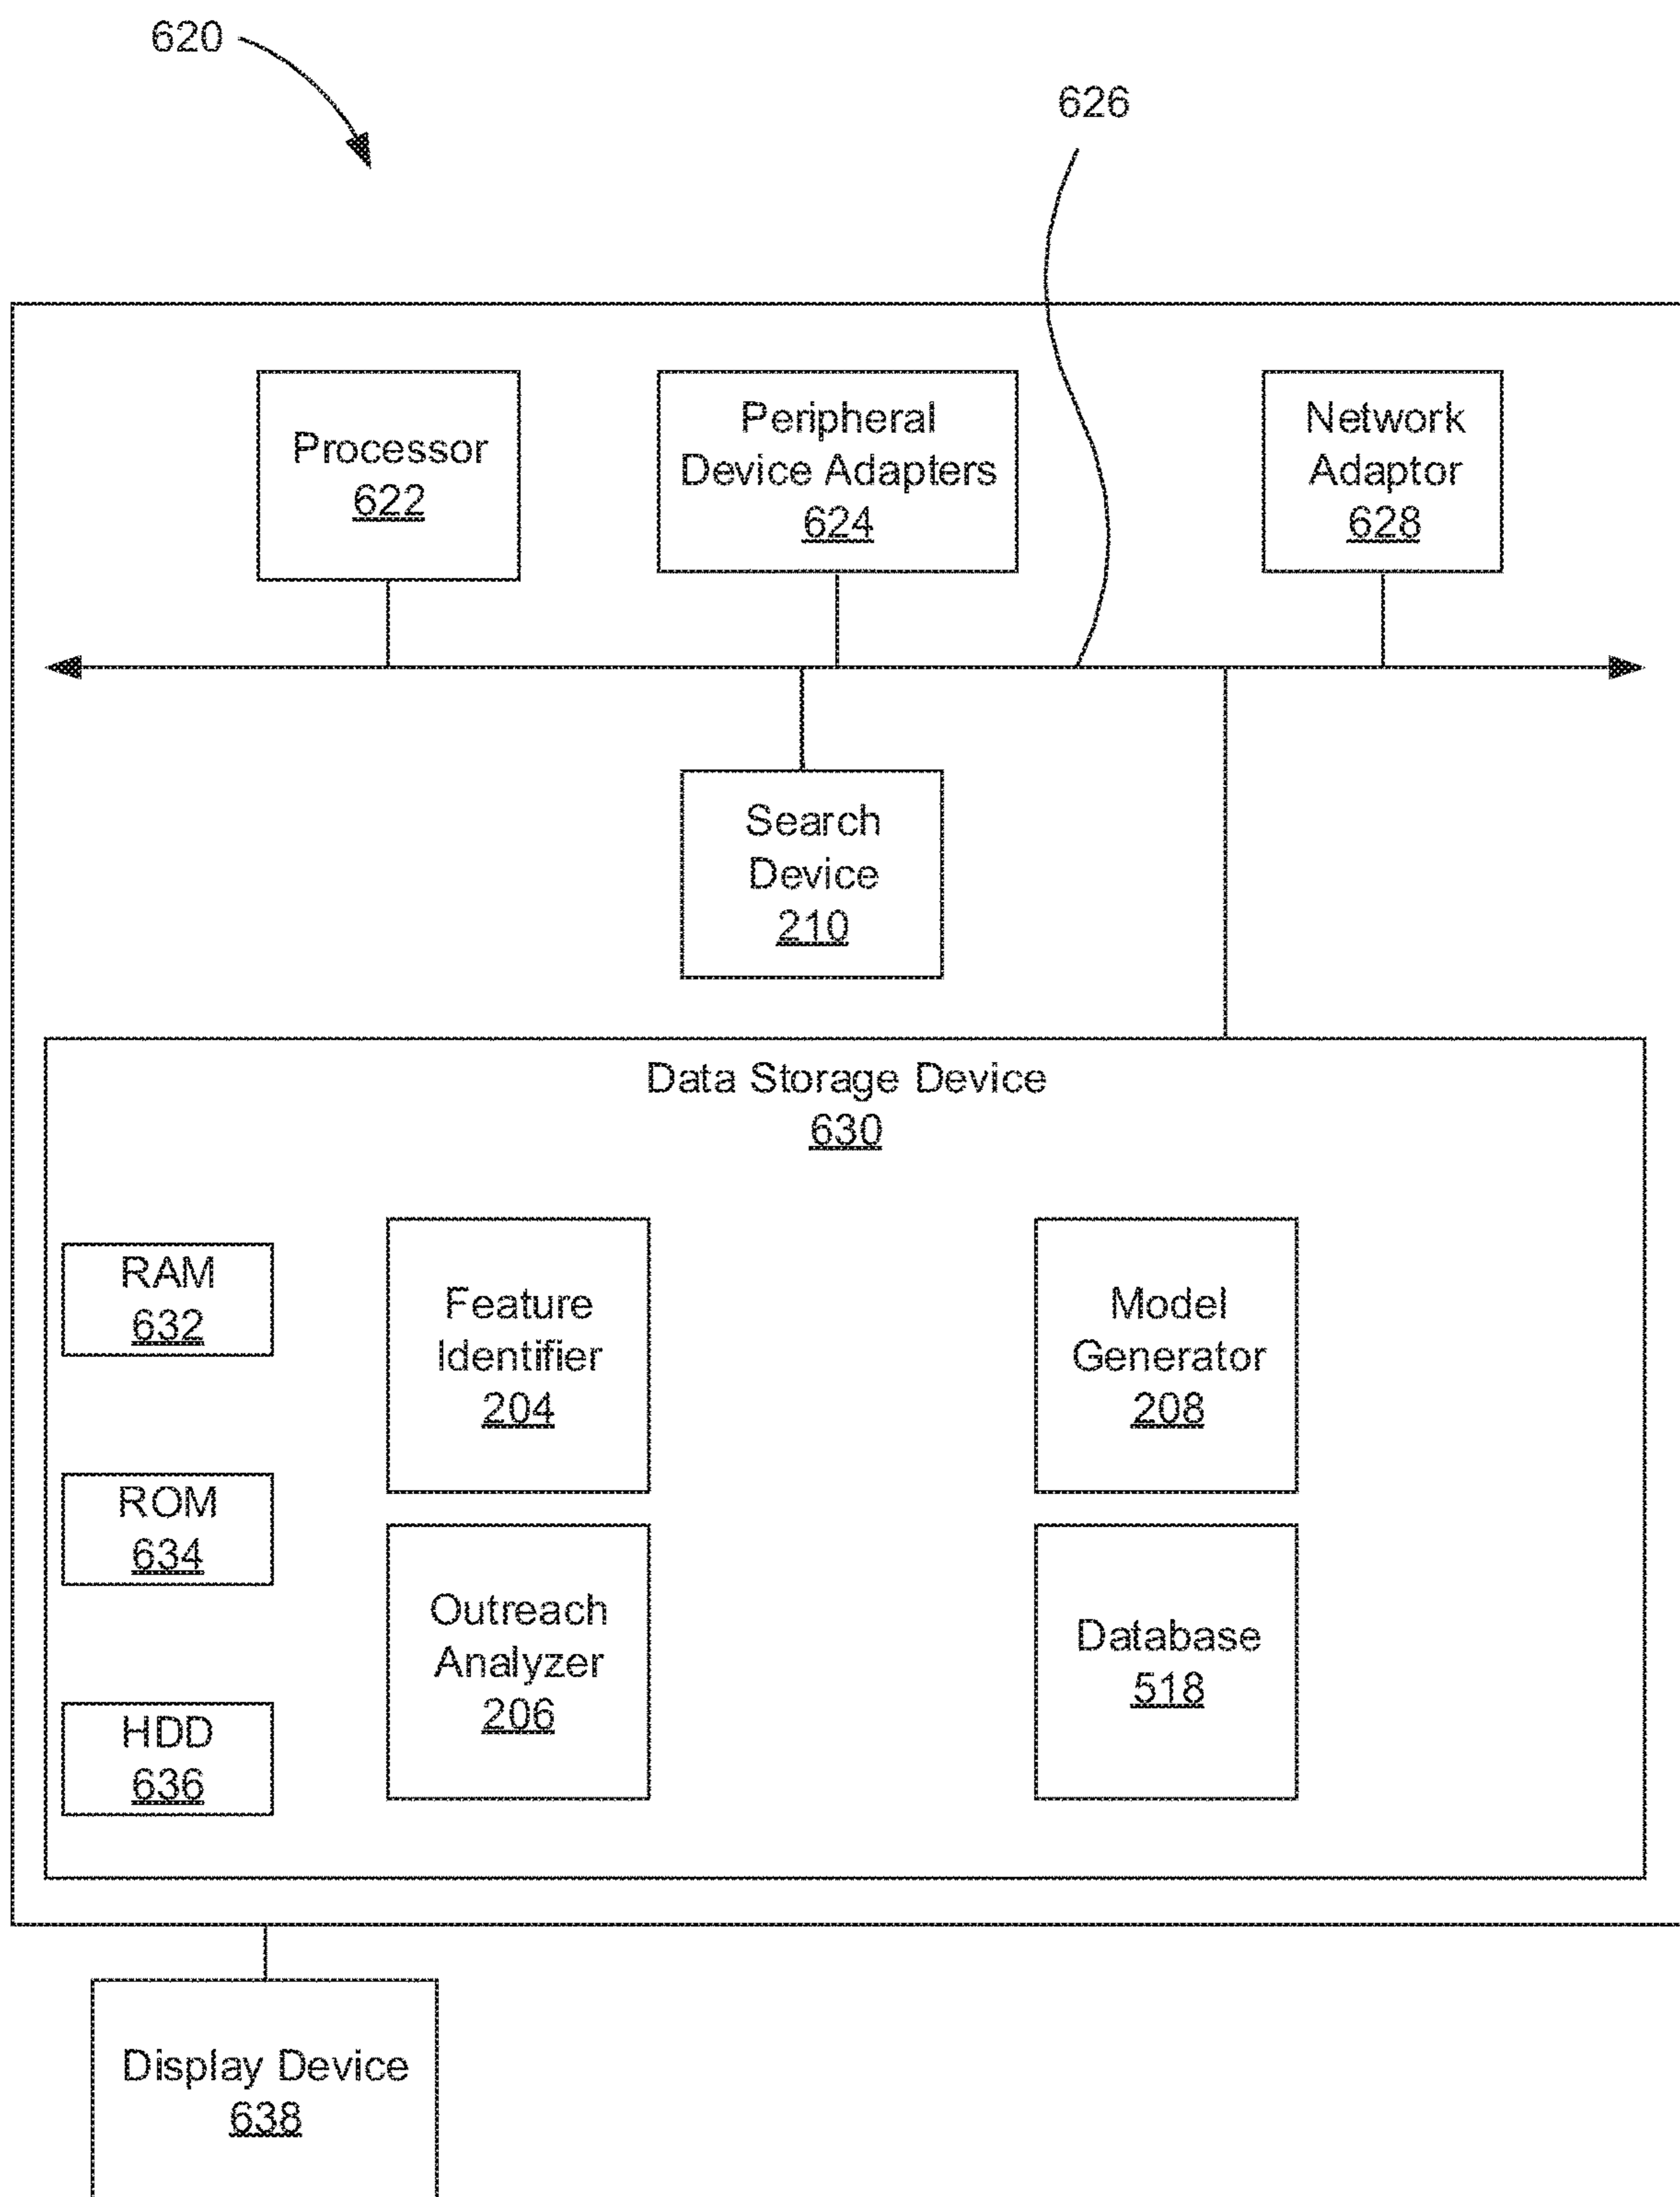 620
626
Processor
622
Peripheral
Device Adapters
624
Network
Adaptor
628
Search
Device
210
Data Storage Device
630
RAM
632
ROM
634
HDD
636
Feature
Identifier
204
Outreach
Analyzer
206
Model
Generator
208
Database
518
Display Device
638